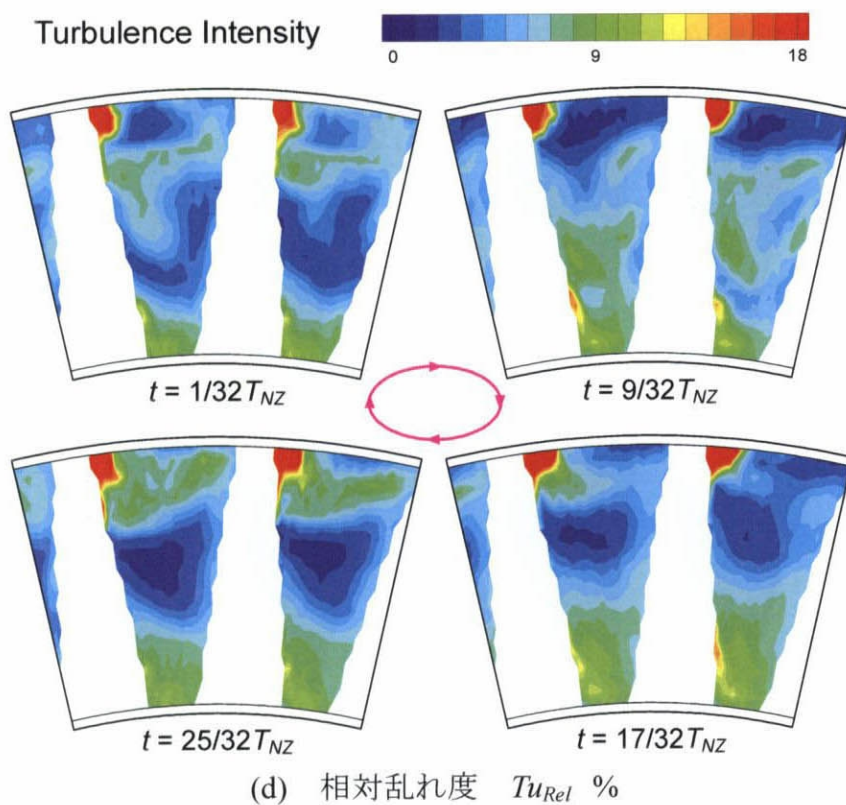 Turbulence Intensity
0 9 18
t = 1/32T_NZ
t = 9/32T_NZ
t = 25/32T_NZ
t = 17/32T_NZ
(d) 相対乱れ度 Tu_Rel %